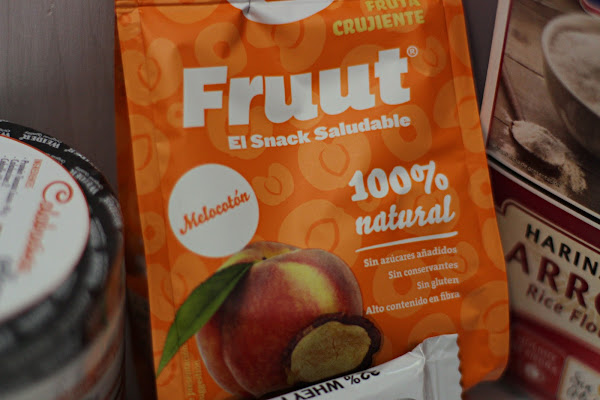 FRUTA
CRUJIENTE
Fruut®
El Snack Saludable
Melocotón
100%
natural
Sin azúcares añadidos
Sin conservantes
Sin gluten
Alto contenido en fibra
WHEY
HARIN
ARRO
Rice Flo